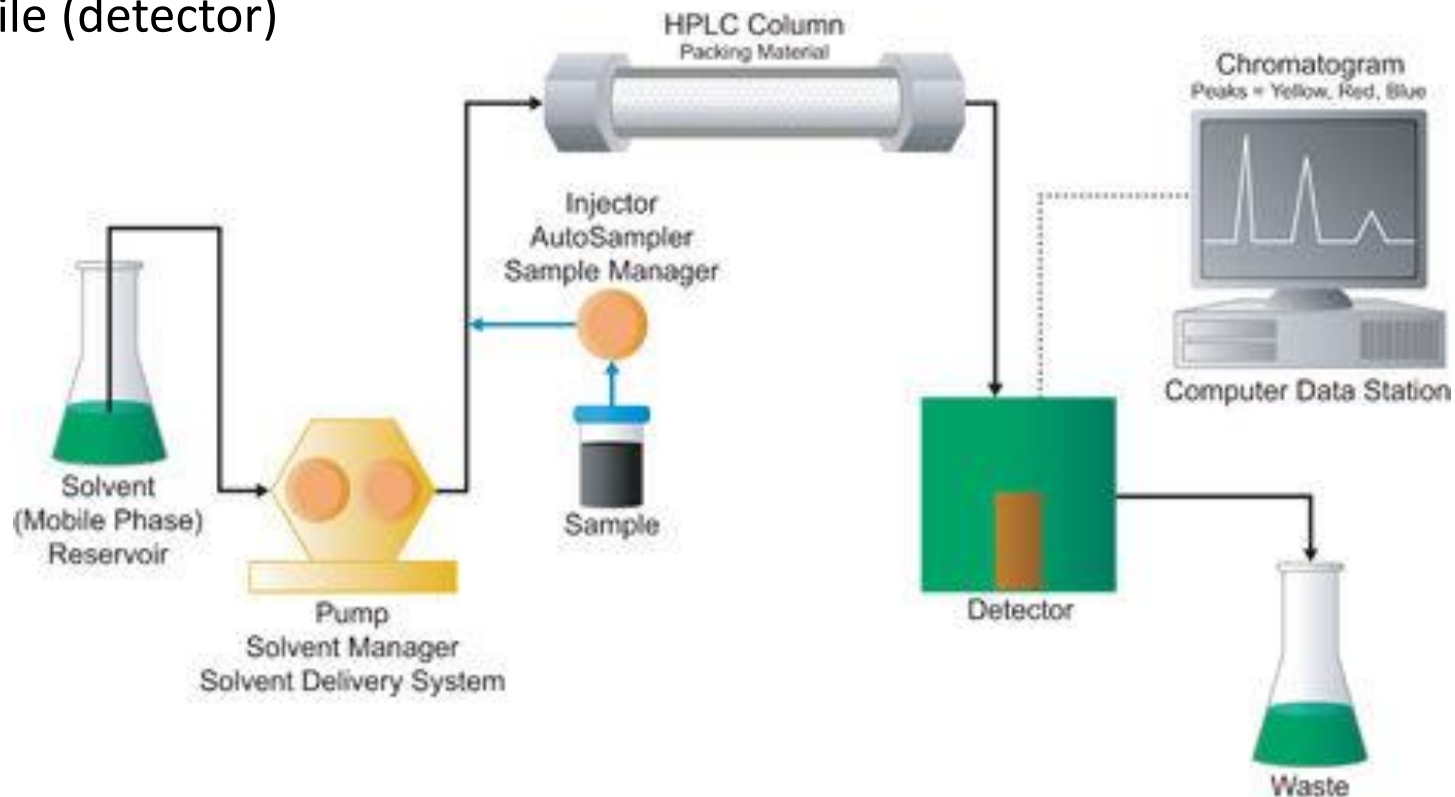 ile (detector)
HPLC Column
Packing Material
Chromatogram
Peaks = Yellow, Red, Blue
Injector
AutoSampler
Sample Manager
Computer Data Station
Solvent
(Mobile Phase)
Reservoir
Sample
Pump
Solvent Manager
Solvent Delivery System
Detector
Waste